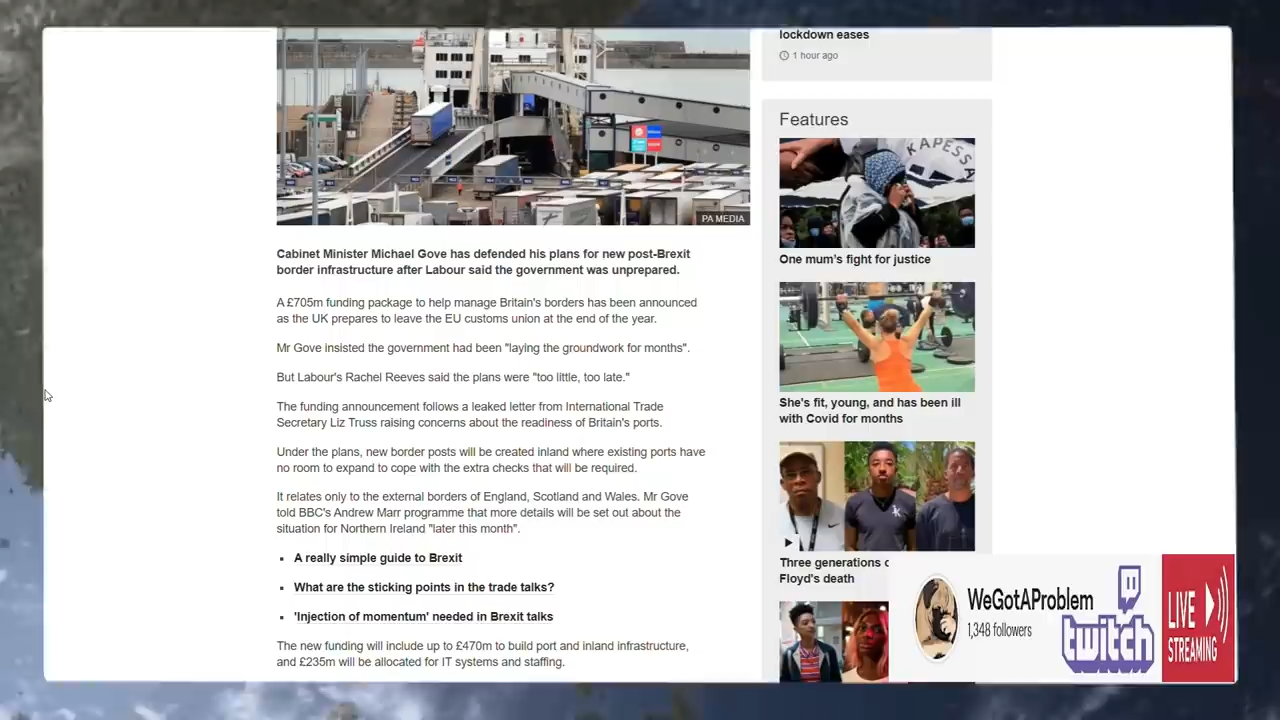 lockdown eases
1 hour ago
PA MEDIA
Cabinet Minister Michael Gove has defended his plans for new post-Brexit
border infrastructure after Labour said the government was unprepared.
A £705m funding package to help manage Britain's borders has been announced
as the UK prepares to leave the EU customs union at the end of the year.
Mr Gove insisted the government had been "laying the groundwork for months".
But Labour's Rachel Reeves said the plans were "too little, too late."
The funding announcement follows a leaked letter from International Trade
Secretary Liz Truss raising concerns about the readiness of Britain's ports.
Under the plans, new border posts will be created inland where existing ports have
no room to expand to cope with the extra checks that will be required.
It relates only to the external borders of England, Scotland and Wales. Mr Gove
told BBC's Andrew Marr programme that more details will be set out about the
situation for Northern Ireland "later this month".
A really simple guide to Brexit
What are the sticking points in the trade talks?
'Injection of momentum' needed in Brexit talks
The new funding will include up to £470m to build port and inland infrastructure,
and £235m will be allocated for IT systems and staffing.
Features
KAPESSA
One mum's fight for justice
She's fit, young, and has been ill
with Covid for months
Three generations
Floyd's death
WeGotAProblem
1,348 followers
twitch
LIVE
STREAMING